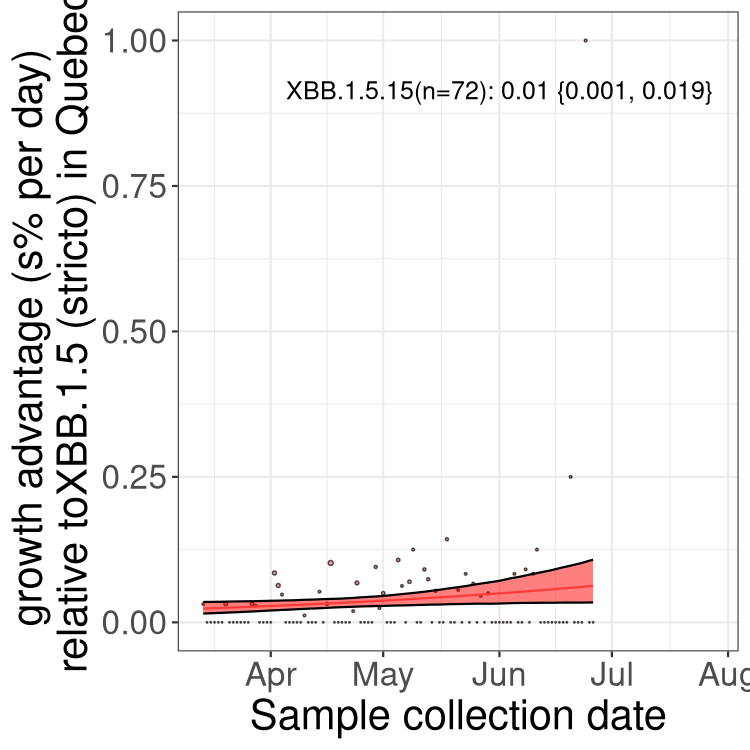 growth advantage (s% per day)
relative toXBB.1.5 (stricto) in Quebec
1.00
0.75
0.50
0.25
0.00
XBB.1.5.15(n=72): 0.01 {0.001, 0.019}
Apr May Jun Jul Aug
Sample collection date